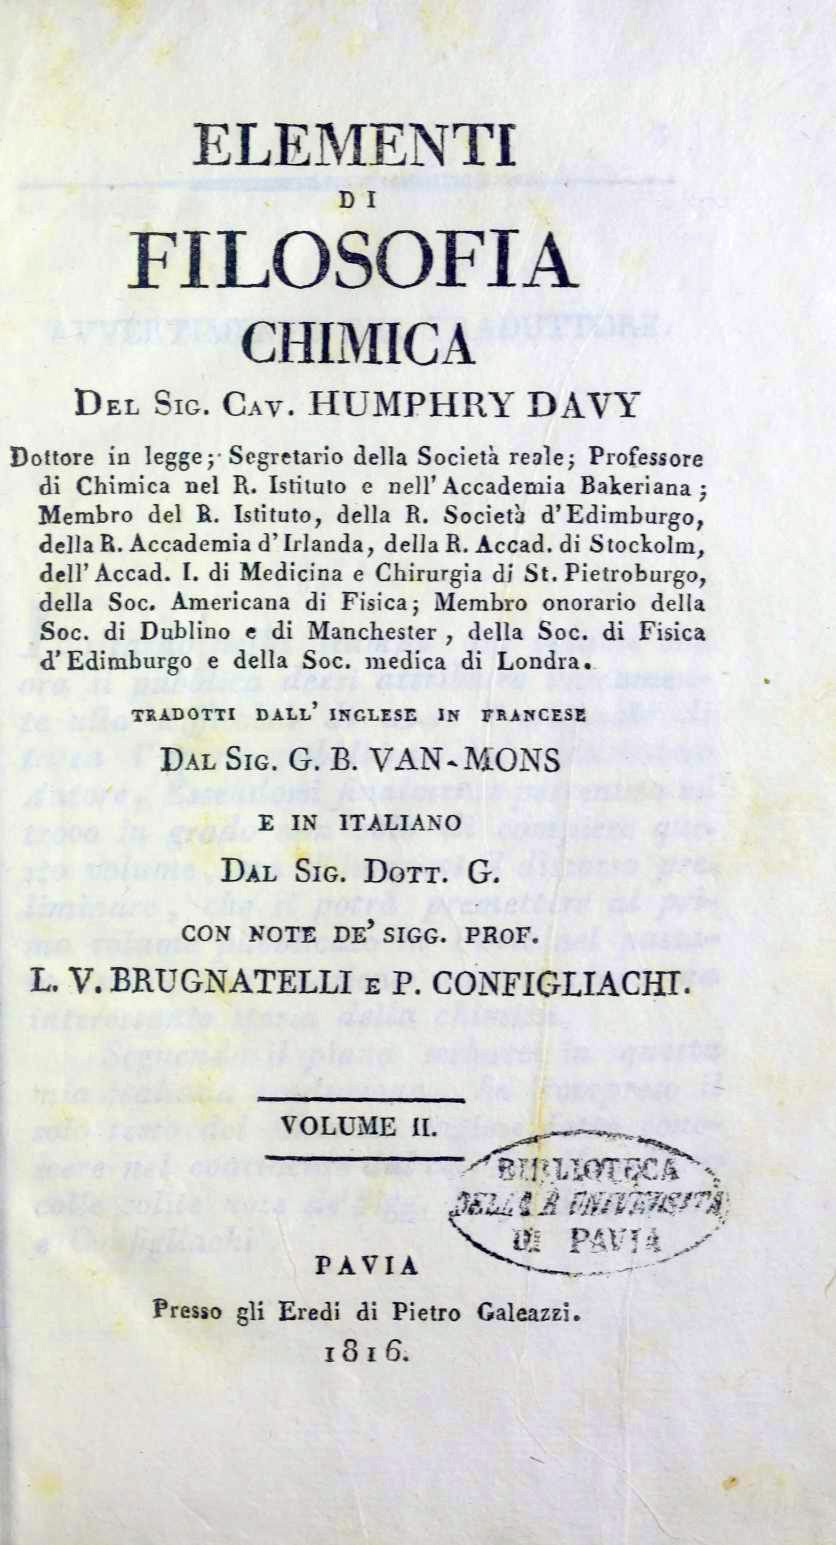 ELEMENTI
DI
FILOSOFIA
CHIMICA
DEL SIG. CAV. HUMPHRY DAVY
Dottore in legge; Segretario della Società reale; Professore
di Chimica nel R. Istituto e nell'Accademia Bakeriana;
Membro del R. Istituto, della R. Società d'Edimburgo,
della R. Accademia d'Irlanda, della R. Accad. di Stockolm,
dell'Accad. I. di Medicina e Chirurgia di St. Pietroburgo,
della Soc. Americana di Fisica; Membro onorario della
Soc. di Dublino e di Manchester, della Soc. di Fisica
d'Edimburgo e della Soc. medica di Londra.
TRADOTTI DALL' INGLESE IN FRANCESE
DAL SIG. G. B. VAN-MONS
E IN ITALIANO
DAL SIG. DOTT. G.
CON NOTE DE' SIGG. PROF.
L. V. BRUGNATELLI E P. CONFIGLIACHI.
VOLUME II.
BIBLIOTECA
DELLA R UNIVERSITA
DI PAVIA
PAVIA
Presso gli Eredi di Pietro Galeazzi.
1816.